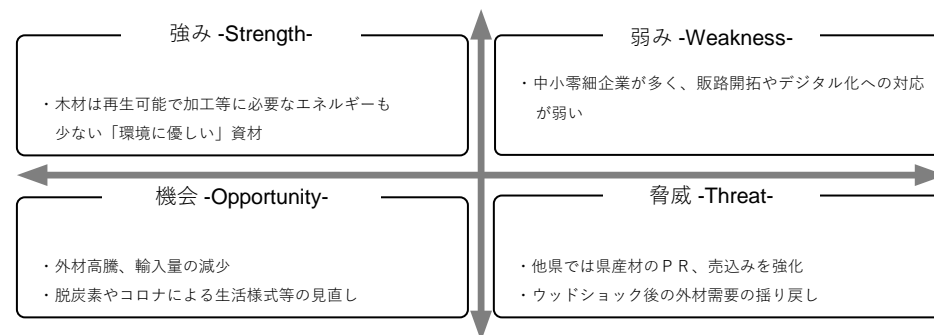 強み -Strength-
・木材は再生可能で加工等に必要なエネルギーも
少ない「環境に優しい」資材
弱み -Weakness-
・中小零細企業が多く、販路開拓やデジタル化への対応
が弱い
機会 -Opportunity-
・外材高騰、輸入量の減少
・脱炭素やコロナによる生活様式等の見直し
脅威 -Threat-
・他県では県産材のＰＲ、売込みを強化
・ウッドショック後の外材需要の揺り戻し